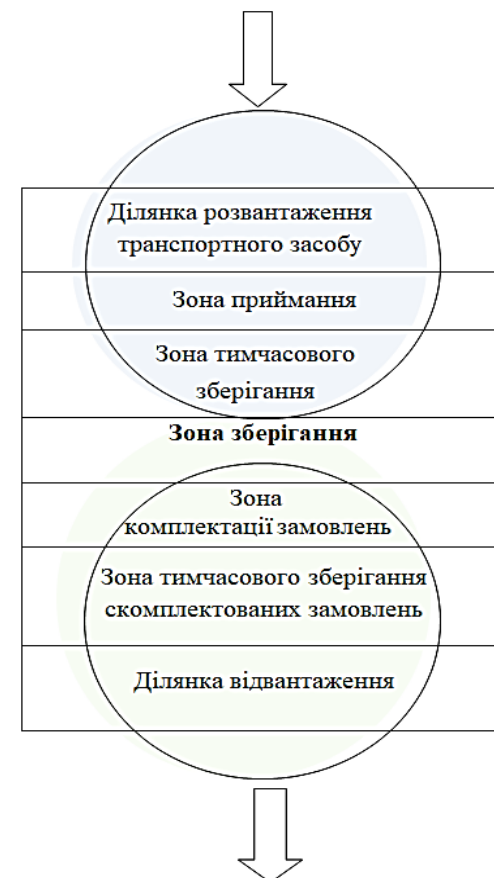 Ділянка розвантаження
транспортного засобу
Зона приймання
Зона тимчасового
зберігання
Зона зберігання
Зона
комплектації замовлень
Зона тимчасового зберігання
скомплектованих замовлень
Ділянка відвантаження